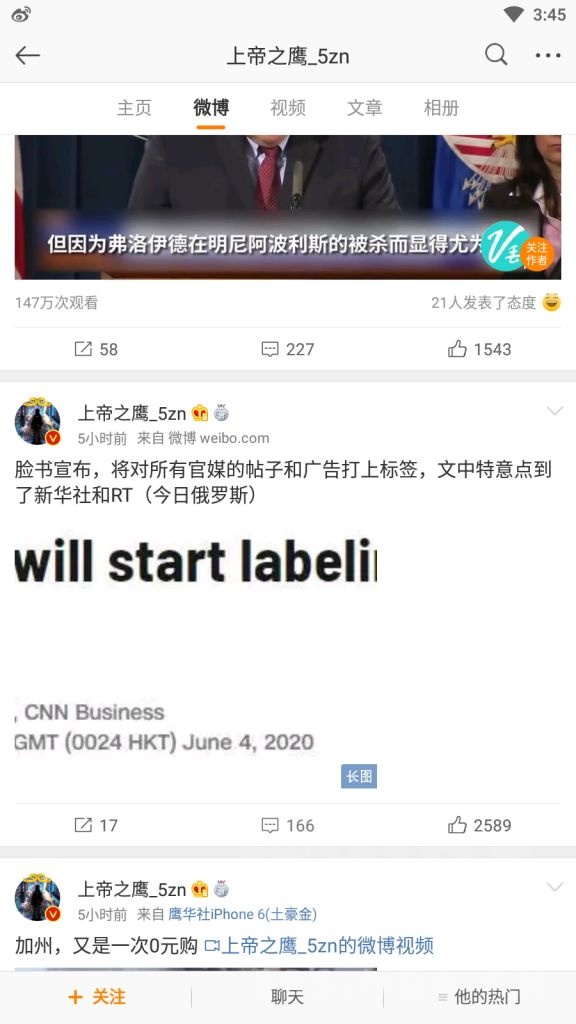 3:45
上帝之鹰_5zn
主页 微博 视频 文章 相册
但因为弗洛伊德在明尼阿波利斯的被杀而显得尤为
关注
作者
147万次观看 21人发表了态度
58 227 1543
上帝之鹰_5zn
5小时前 来自 微博 weibo.com
脸书宣布，将对所有官媒的帖子和广告打上标签，文中特意点到
了新华社和RT（今日俄罗斯）
will start labeli
, CNN Business
GMT (0024 HKT) June 4, 2020
长图
17 166 2589
上帝之鹰_5zn
5小时前 来自 鹰华社iPhone 6(土豪金)
加州，又是一次0元购 上帝之鹰_5zn的微博视频
+ 关注 聊天 他的热门